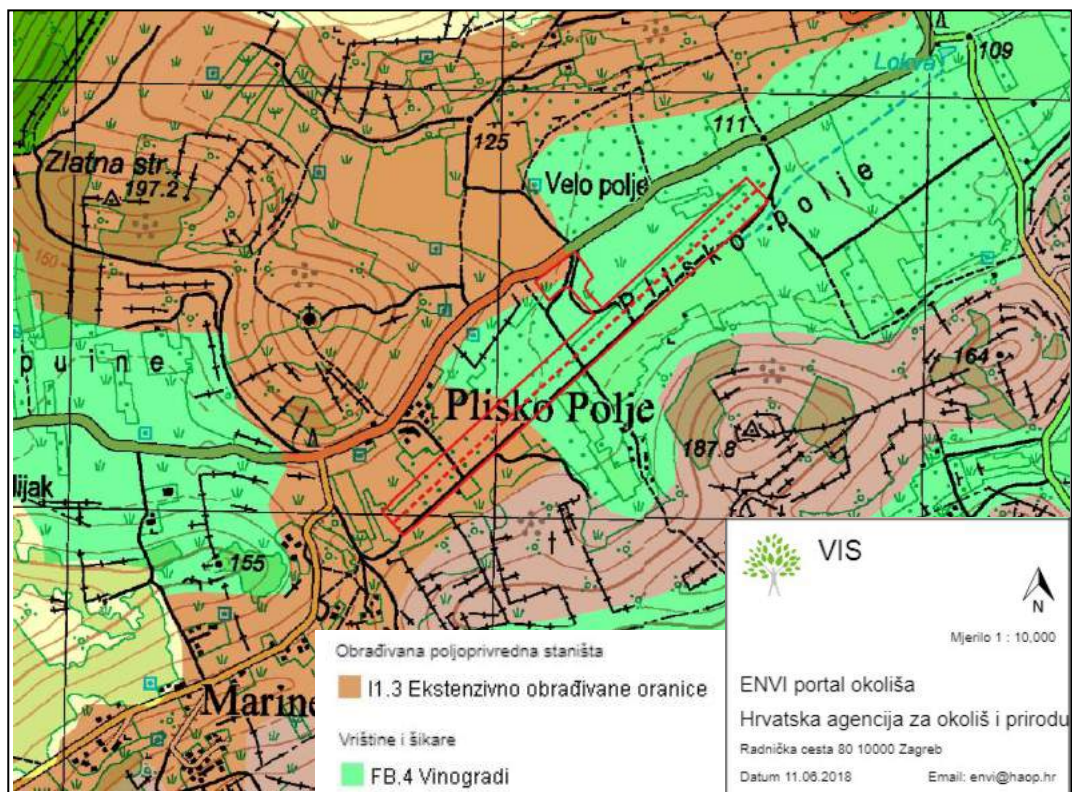 109
Lokva
111
125
Zlatna str.
197.2
Velo polje
Plisko polje
150
puine
Plisko Polje
164
187.8
lijak
155
Marine
VIS
N
Mjerilo 1 : 10,000
Obrađivana poljoprivredna staništa
I1.3 Ekstenzivno obrađivane oranice
Vrištine i šikare
FB.4 Vinogradi
ENVI portal okoliša
Hrvatska agencija za okoliš i prirodu
Radnička cesta 80 10000 Zagreb
Datum 11.06.2018 Email: envi@haop.hr